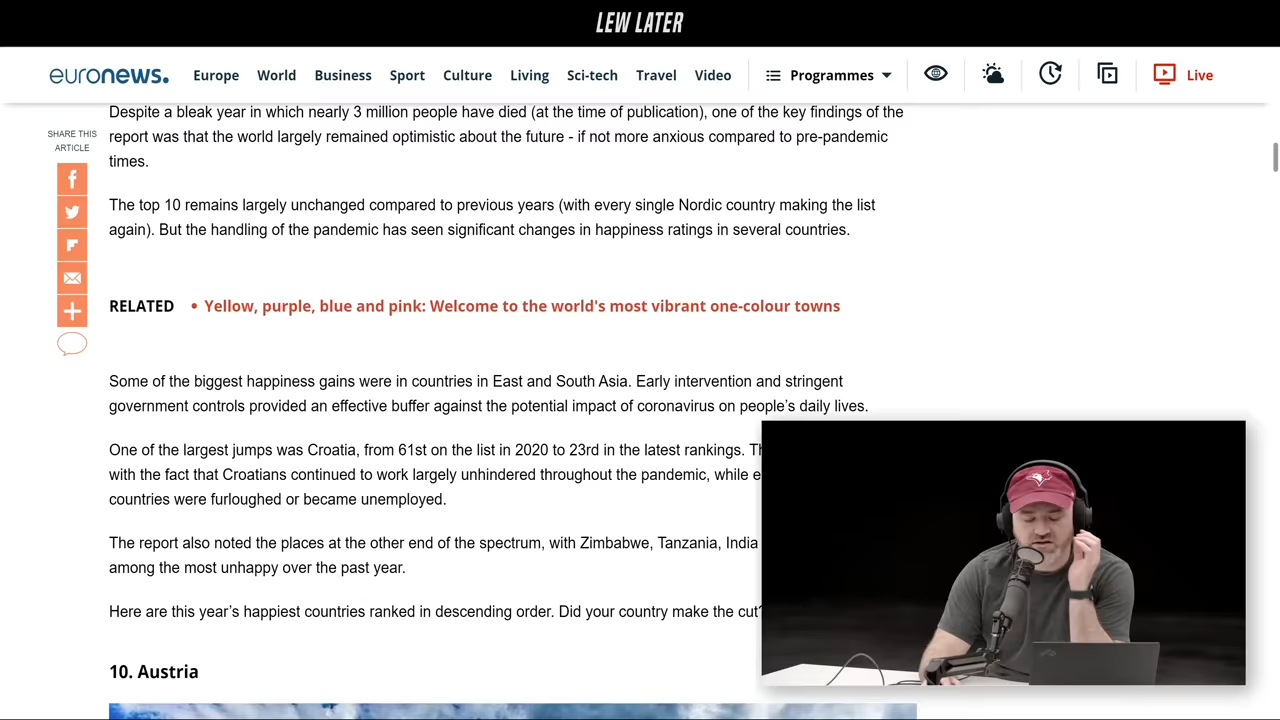 LEW LATER
euronews. Europe World Business Sport Culture Living Sci-tech Travel Video Programmes Live
Despite a bleak year in which nearly 3 million people have died (at the time of publication), one of the key findings of the
SHARE THIS
ARTICLE
report was that the world largely remained optimistic about the future - if not more anxious compared to pre-pandemic
times.
The top 10 remains largely unchanged compared to previous years (with every single Nordic country making the list
again). But the handling of the pandemic has seen significant changes in happiness ratings in several countries.
RELATED • Yellow, purple, blue and pink: Welcome to the world's most vibrant one-colour towns
Some of the biggest happiness gains were in countries in East and South Asia. Early intervention and stringent
government controls provided an effective buffer against the potential impact of coronavirus on people's daily lives.
One of the largest jumps was Croatia, from 61st on the list in 2020 to 23rd in the latest rankings.
with the fact that Croatians continued to work largely unhindered throughout the pandemic, while
countries were furloughed or became unemployed.
The report also noted the places at the other end of the spectrum, with Zimbabwe, Tanzania, India
among the most unhappy over the past year.
Here are this year's happiest countries ranked in descending order. Did your country make the cut?
10. Austria